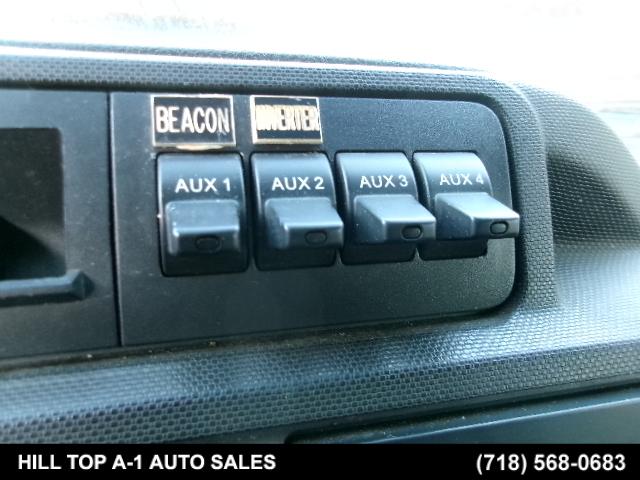 BEACON INVERTER
AUX 1 AUX 2 AUX 3 AUX 4
HILL TOP A-1 AUTO SALES (718) 568-0683